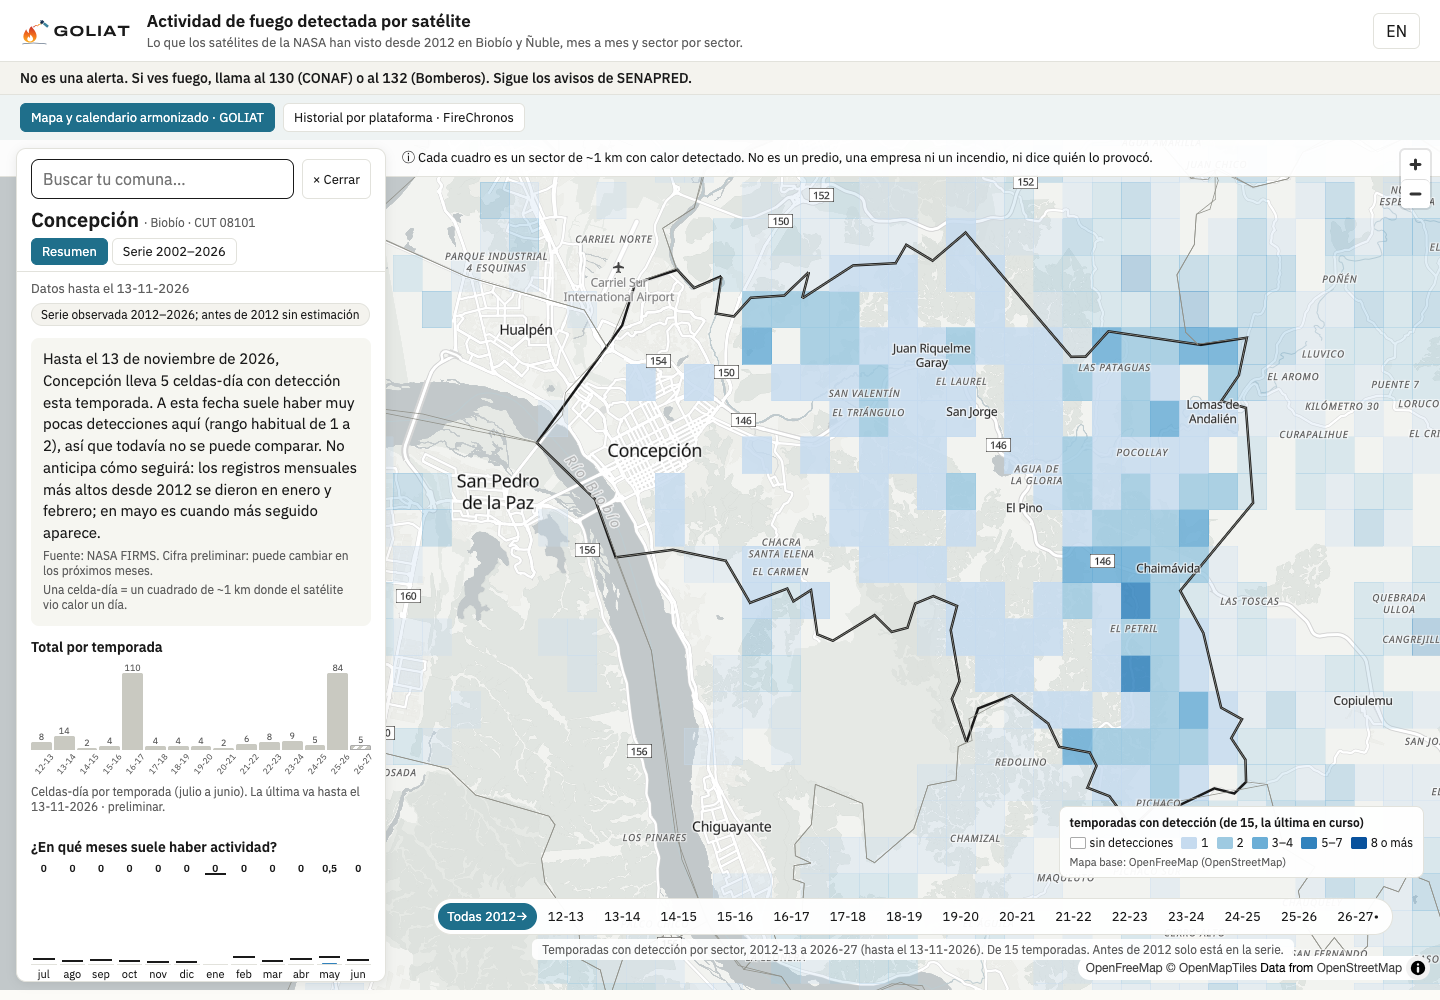 GOLIAT
Actividad de fuego detectada por satélite
Lo que los satélites de la NASA han visto desde 2012 en Biobío y Ñuble, mes a mes y sector por sector.
EN
No es una alerta. Si ves fuego, llama al 130 (CONAF) o al 132 (Bomberos). Sigue los avisos de SENAPRED.
Mapa y calendario armonizado · GOLIAT
Historial por plataforma · FireChronos
Buscar tu comuna...
× Cerrar
Concepción · Biobío · CUT 08101
Resumen
Serie 2002–2026
Datos hasta el 13-11-2026
Serie observada 2012–2026; antes de 2012 sin estimación
Hasta el 13 de noviembre de 2026,
Concepción lleva 5 celdas-día con detección
esta temporada. A esta fecha suele haber muy
pocas detecciones aquí (rango habitual de 1 a
2), así que todavía no se puede comparar. No
anticipa cómo seguirá: los registros mensuales
más altos desde 2012 se dieron en enero y
febrero; en mayo es cuando más seguido
aparece.
Fuente: NASA FIRMS. Cifra preliminar: puede cambiar en
los próximos meses.
Una celda-día = un cuadrado de ~1 km donde el satélite
vio calor un día.
Total por temporada
8 14 2 4 110 4 4 4 2 6 8 9 5 84 5
12-13 13-14 14-15 15-16 16-17 17-18 18-19 19-20 20-21 21-22 22-23 23-24 24-25 25-26 26-27
Celdas-día por temporada (julio a junio). La última va hasta el
13-11-2026 · preliminar.
¿En qué meses suele haber actividad?
0 0 0 0 0 0 0 0 0 0 0,5 0
jul ago sep oct nov dic ene feb mar abr may jun
ⓘ Cada cuadro es un sector de ~1 km con calor detectado. No es un predio, una empresa ni un incendio, ni dice quién lo provocó.
+
−
152
152
150
CARRIEL NORTE
PARQUE INDUSTRIAL
4 ESQUINAS
Carriel Sur
International Airport
POÑÉN
Hualpén
154
150
Juan Riquelme
Garay
LAS PATAGUAS
LLUVICO
EL LAUREL
EL AROMO
PUENTE 7
SAN VALENTÍN
EL TRIÁNGULO
San Jorge
Lomas de
Andalién
KILÓMETRO 30
LORUCO
146
146
CURAPALIHUE
EL CRI
Concepción
POCOLLAY
San Pedro
de la Paz
Río Biobío
AGUA DE
LA GLORIA
El Pino
156
CHACRA
SANTA ELENA
EL CARMEN
146
Chaimávida
160
LAS TOSCAS
QUEBRADA
ULLOA
EL PETRIL
CANGREJILL
Copiulemu
0
156
SAN JO
REDOLINO
OSADA
PICHACO
Chiguayante
LOS PINARES
CHAMIZAL
MAQUEUTO
temporadas con detección (de 15, la última en curso)
sin detecciones 1 2 3–4 5–7 8 o más
Mapa base: OpenFreeMap (OpenStreetMap)
Todas 2012→ 12-13 13-14 14-15 15-16 16-17 17-18 18-19 19-20 20-21 21-22 22-23 23-24 24-25 25-26 26-27•
Temporadas con detección por sector, 2012-13 a 2026-27 (hasta el 13-11-2026). De 15 temporadas. Antes de 2012 solo está en la serie.
OpenFreeMap © OpenMapTiles Data from OpenStreetMap